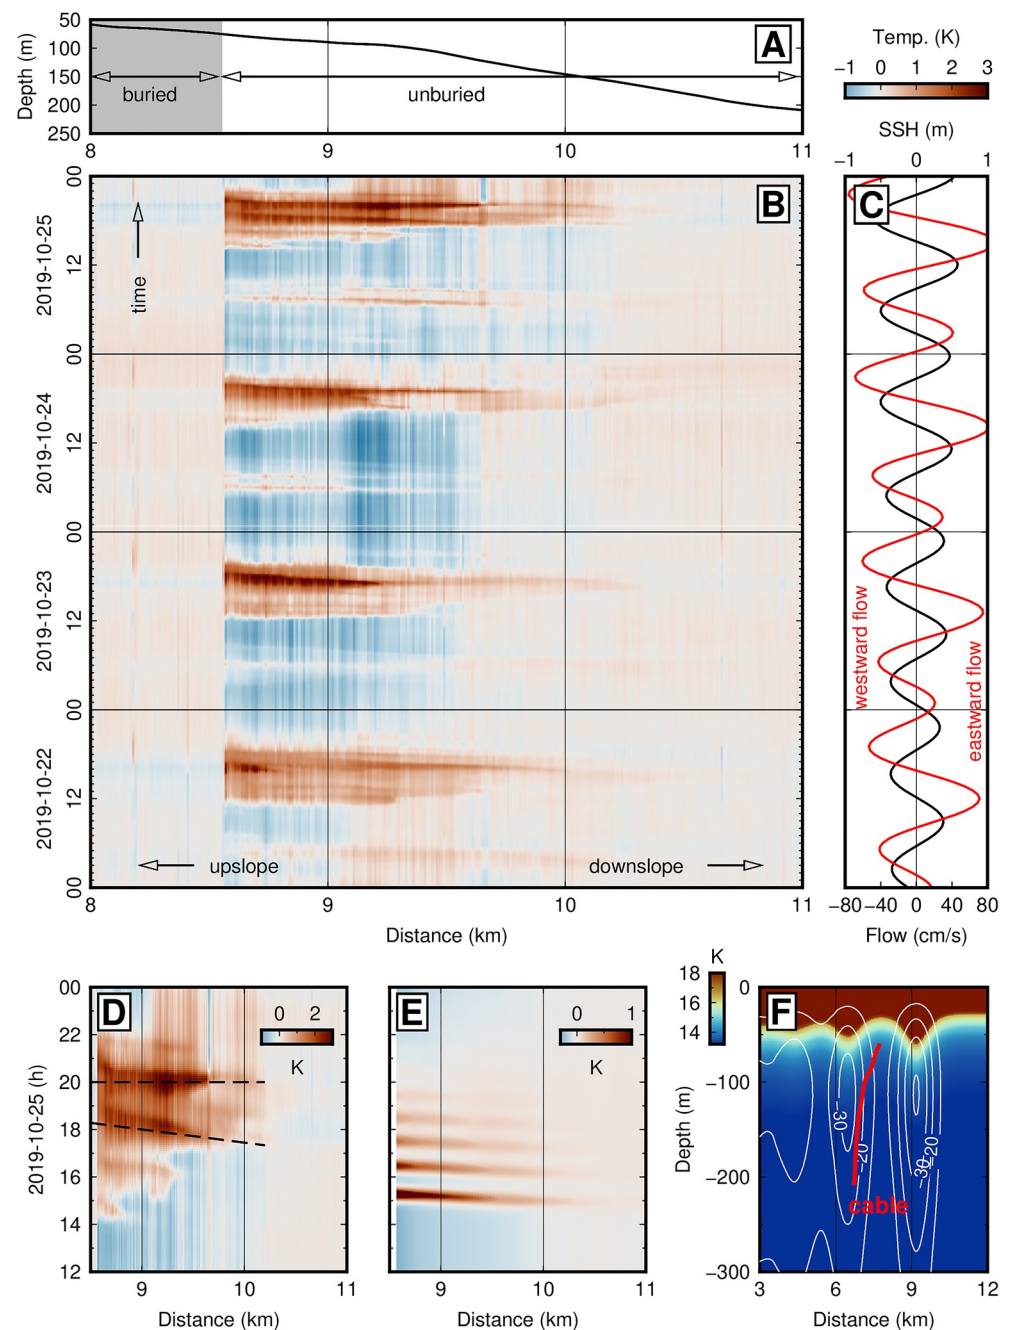 50
100
150
200
250
Depth (m)
buried
unburied
A
8
9
10
11
Temp. (K)
−1 0 1 2 3
SSH (m)
−1 0 1
00
12
00
12
00
12
00
12
00
2019-10-25
2019-10-24
2019-10-23
2019-10-22
time
B
upslope
downslope
8
9
10
11
Distance (km)
C
westward flow
eastward flow
−80 −40 0 40 80
Flow (cm/s)
00
22
20
18
16
14
12
2019-10-25 (h)
D
0 2
K
9
10
11
Distance (km)
E
0 1
K
9
10
11
Distance (km)
K
18
16
14
F
0
−100
−200
−300
Depth (m)
−30
−20
−30
−20
cable
3
6
9
12
Distance (km)